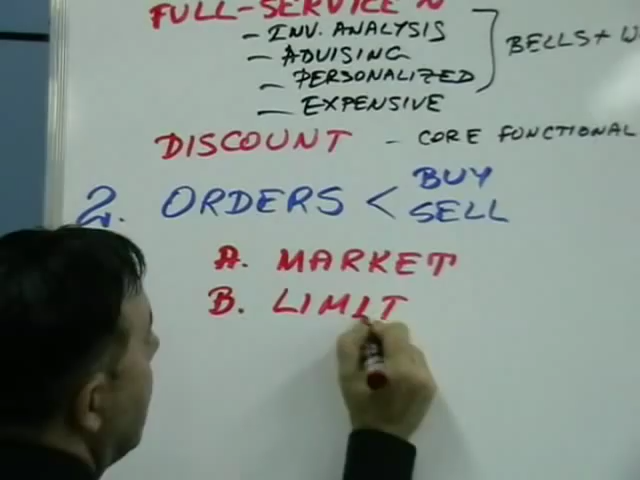 FULL-SERVICE
- INV. ANALYSIS
- ADVISING
- PERSONALIZED
- EXPENSIVE
BELLS +
DISCOUNT - CORE FUNCTIONAL
2. ORDERS < BUY
SELL
A. MARKET
B. LIMIT